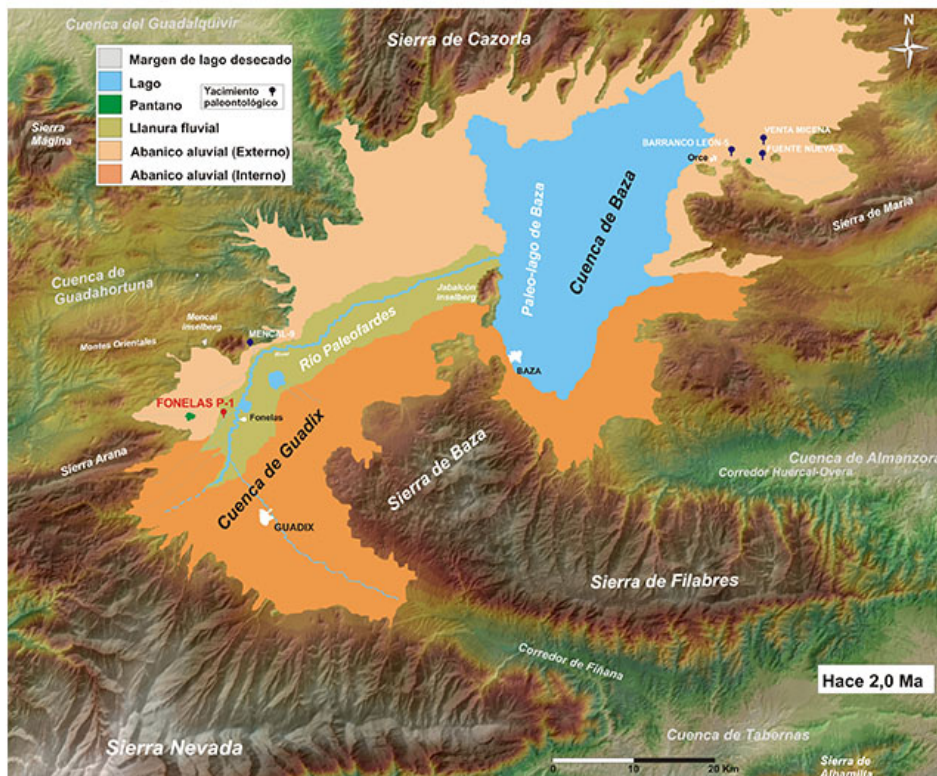 Cuenca del Guadalquivir
Sierra de Cazorla
N
Margen de lago desecado
Lago
Pantano
Yacimiento
paleontológico
Llanura fluvial
Abanico aluvial (Externo)
Abanico aluvial (Interno)
Sierra
Mágina
VENTA MICENA
BARRANCO LEÓN-5
FUENTE NUEVA-3
Orce
Paleo-lago de Baza
Cuenca de Baza
Sierra de María
Cuenca de
Guadahortuna
Jabalcón
inselberg
Mencal
inselberg
Montes Orientales
MENCAL-9
Río Paleofardes
BAZA
FONELAS P-1
Fonelas
Cuenca de Guadix
Sierra Arana
Sierra de Baza
Cuenca de Almanzora
Corredor Huercal-Overa
GUADIX
Sierra de Filabres
Corredor de Fiñana
Hace 2,0 Ma
Sierra Nevada
Cuenca de Tabernas
0 10 20 Km
Sierra de
Alhamilla